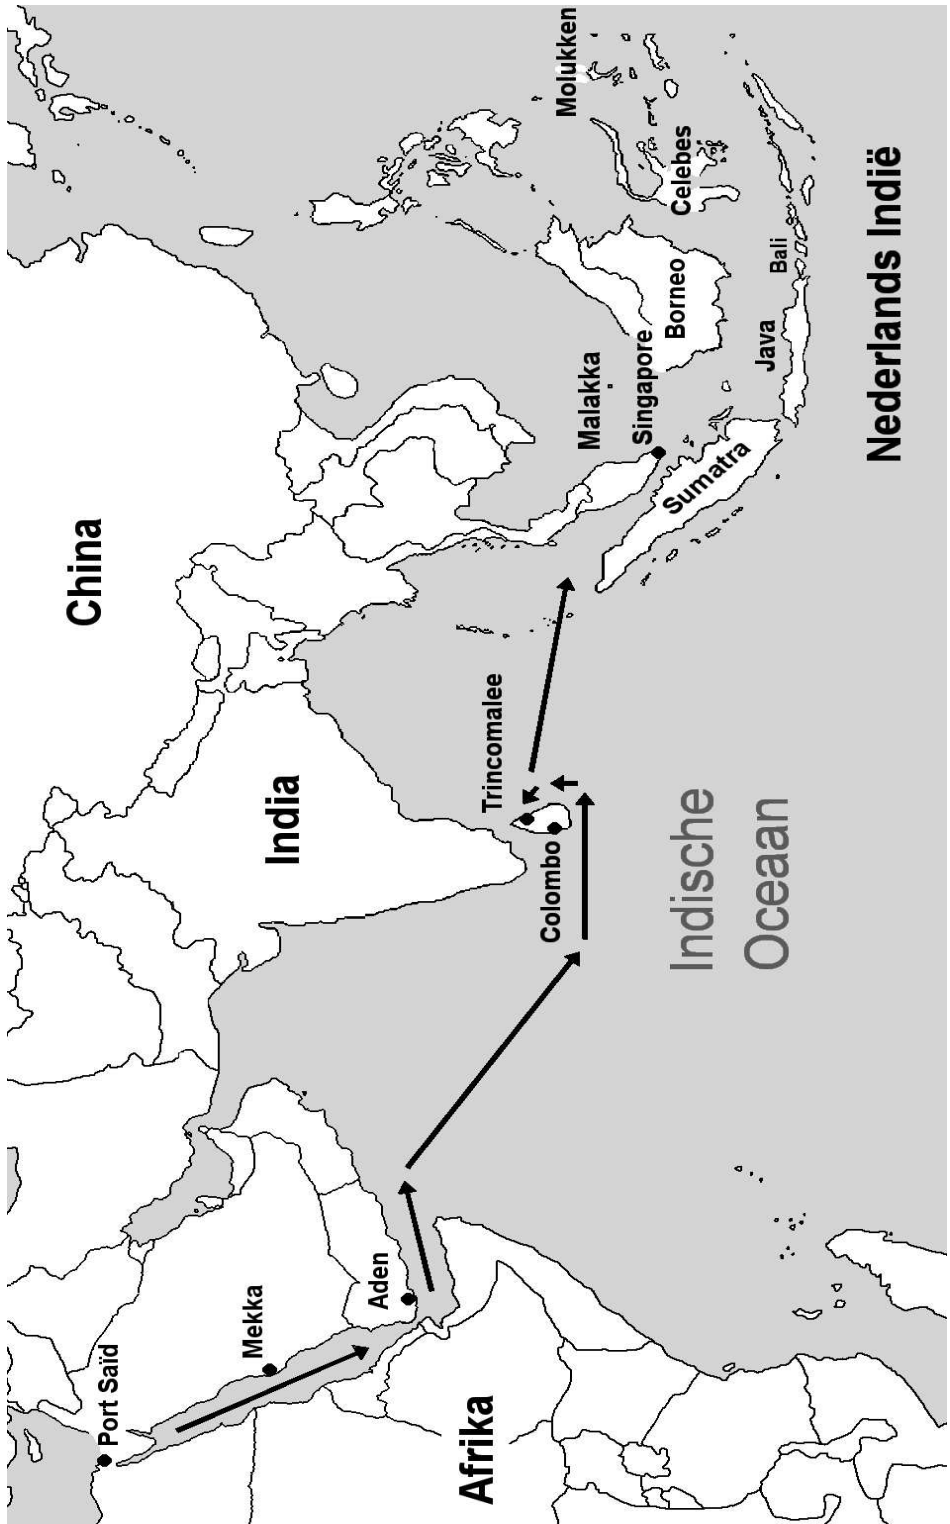 China
India
Port Saïd
Mekka
Aden
Afrika
Trincomalee
Colombo
Malakka
Singapore
Molukken
Borneo
Celebes
Sumatra
Java
Bali
Indische
Oceaan
Nederlands Indië